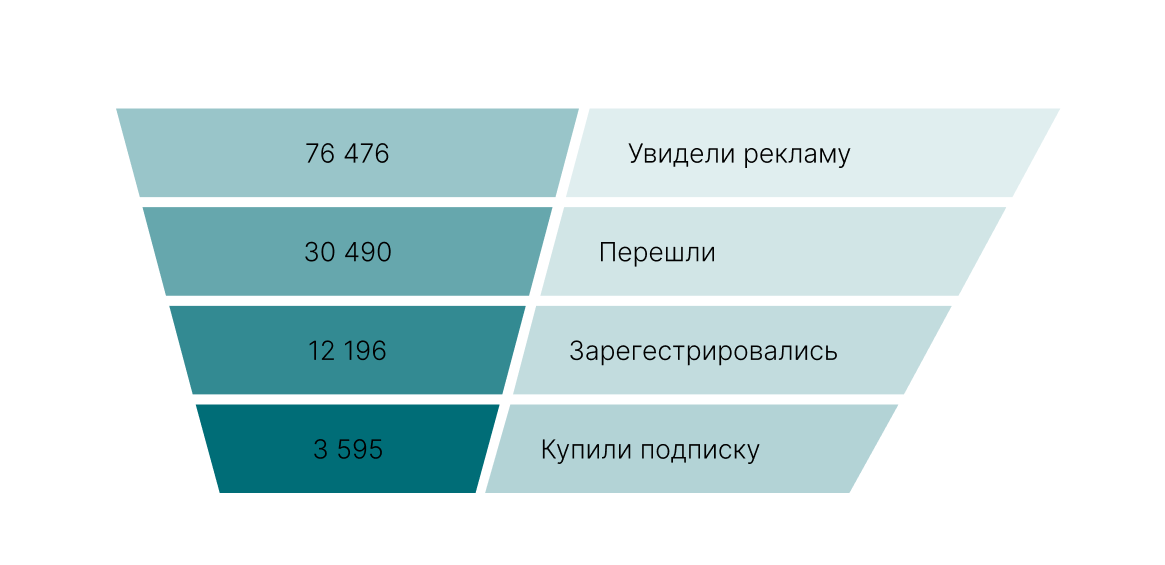 76 476 Увидели рекламу
30 490 Перешли
12 196 Зарегестрировались
3 595 Купили подписку